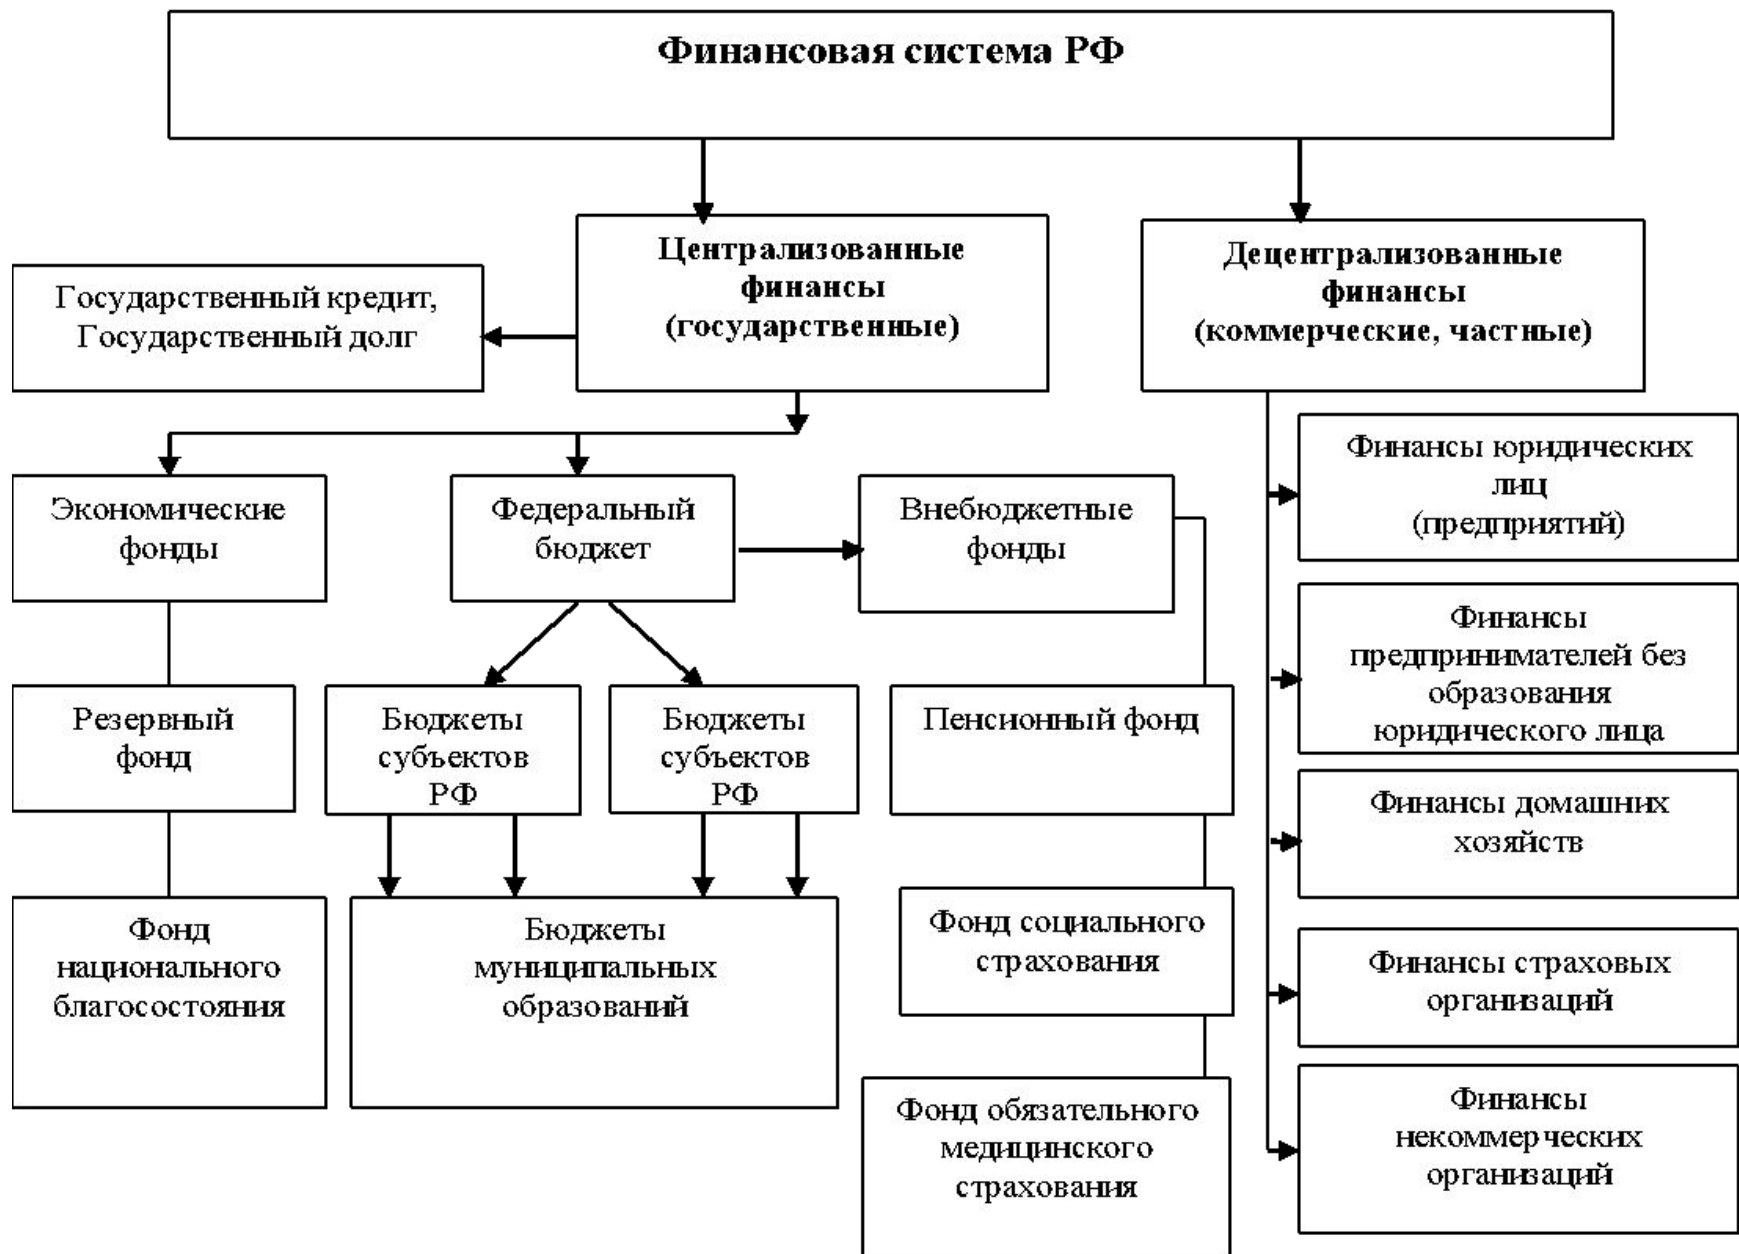 Финансовая система РФ
Централизованные
финансы
(государственные)
Децентрализованные
финансы
(коммерческие, частные)
Государственный кредит,
Государственный долг
Экономические
фонды
Федеральный
бюджет
Внебюджетные
фонды
Финансы юридических
лиц
(предприятий)
Финансы
предпринимателей без
образования
юридического лица
Резервный
фонд
Бюджеты
субъектов
РФ
Бюджеты
субъектов
РФ
Пенсионный фонд
Финансы домашних
хозяйств
Фонд
национального
благосостояния
Бюджеты
муниципальных
образований
Фонд социального
страхования
Финансы страховых
организаций
Фонд обязательного
медицинского
страхования
Финансы
некоммерческих
организаций